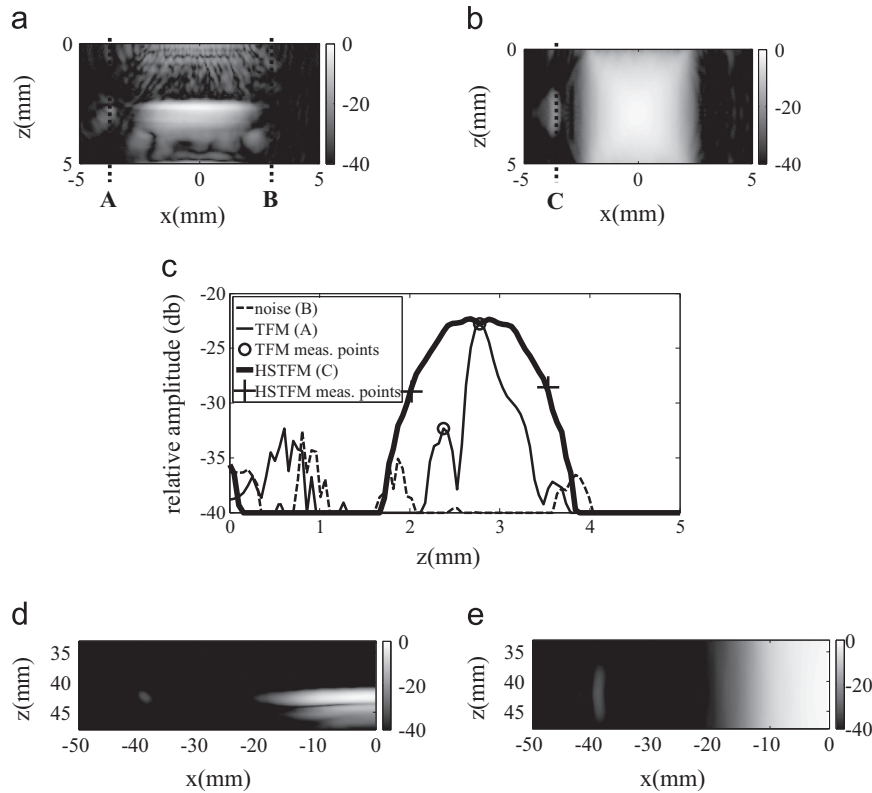 a
b
0
z(mm)
5
-5
0
5
A
B
x(mm)
0
-20
-40
0
z(mm)
5
-5
0
5
C
x(mm)
0
-20
-40
c
relative amplitude (db)
-20
-25
-30
-35
-40
noise (B)
TFM (A)
TFM meas. points
HSTFM (C)
HSTFM meas. points
0
1
2
3
4
5
z(mm)
d
e
z(mm)
35
40
45
-50
-40
-30
-20
-10
0
x(mm)
0
-20
-40
z(mm)
35
40
45
-50
-40
-30
-20
-10
0
x(mm)
0
-20
-40